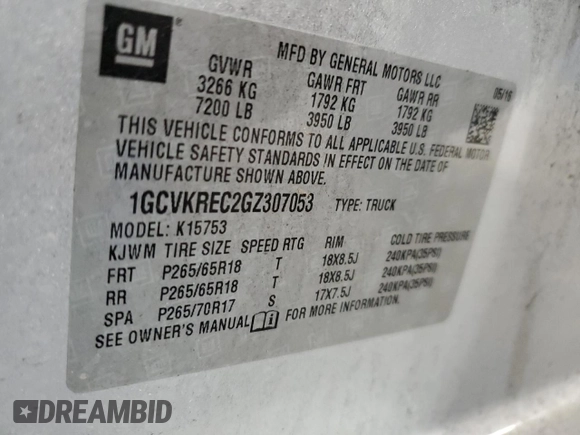 GM
MFD BY GENERAL MOTORS LLC
05/16
GVWR GAWR FRT GAWR RR
3266 KG 1792 KG 1792 KG
7200 LB 3950 LB 3950 LB
THIS VEHICLE CONFORMS TO ALL APPLICABLE U.S. FEDERAL MOTOR
VEHICLE SAFETY STANDARDS IN EFFECT ON THE DATE OF
MANUFACTURE SHOWN ABOVE.
1GCVKREC2GZ307053 TYPE: TRUCK
MODEL: K15753
KJWM TIRE SIZE SPEED RTG RIM COLD TIRE PRESSURE
FRT P265/65R18 T 18X8.5J 240KPA(35PSI)
RR P265/65R18 T 18X8.5J 240KPA(35PSI)
SPA P265/70R17 S 17X7.5J 240KPA(35PSI)
SEE OWNER'S MANUAL FOR MORE INFORMATION.
DREAMBID